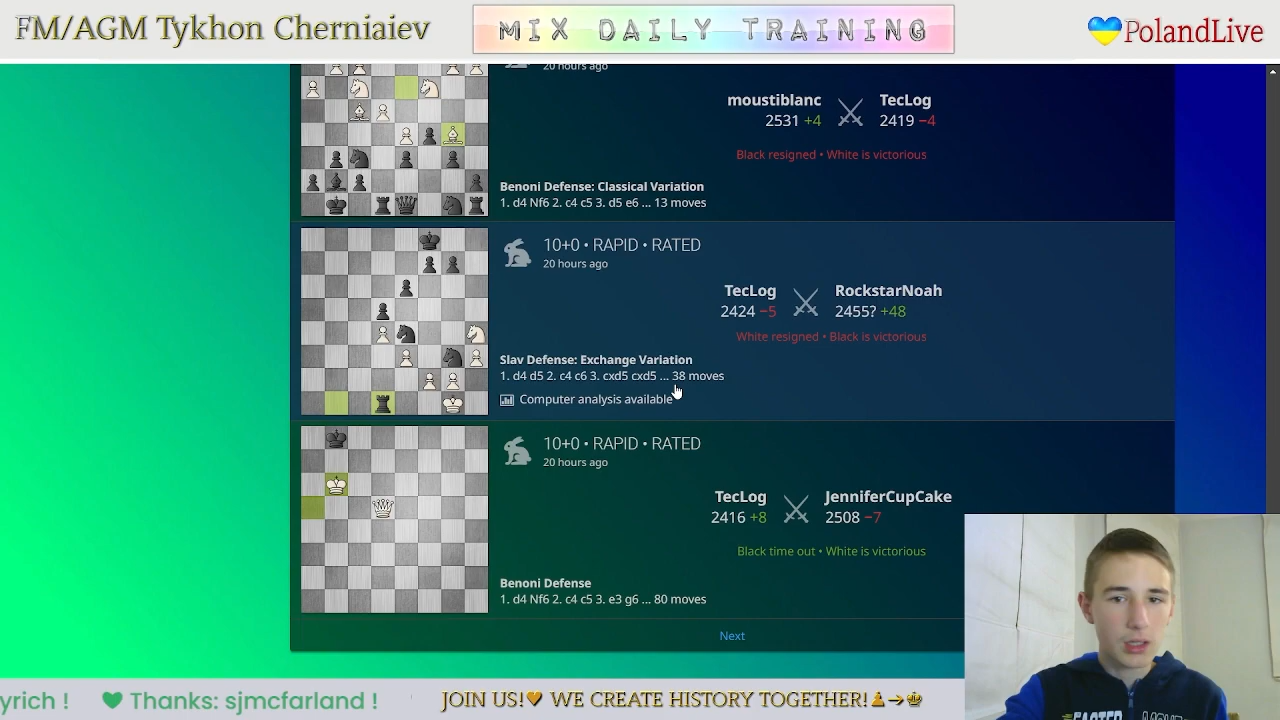 FM/AGM Tykhon Cherniaiev
MIX DAILY TRAINING
PolandLive
20 hours ago
moustiblanc TecLog
2531 +4 2419 −4
Black resigned • White is victorious
Benoni Defense: Classical Variation
1. d4 Nf6 2. c4 c5 3. d5 e6 ... 13 moves
10+0 • RAPID • RATED
20 hours ago
TecLog RockstarNoah
2424 −5 2455? +48
White resigned • Black is victorious
Slav Defense: Exchange Variation
1. d4 d5 2. c4 c6 3. cxd5 cxd5 ... 38 moves
Computer analysis available
10+0 • RAPID • RATED
20 hours ago
TecLog JenniferCupCake
2416 +8 2508 −7
Black time out • White is victorious
Benoni Defense
1. d4 Nf6 2. c4 c5 3. e3 g6 ... 80 moves
Next
yrich ! Thanks: sjmcfarland !
JOIN US! WE CREATE HISTORY TOGETHER!